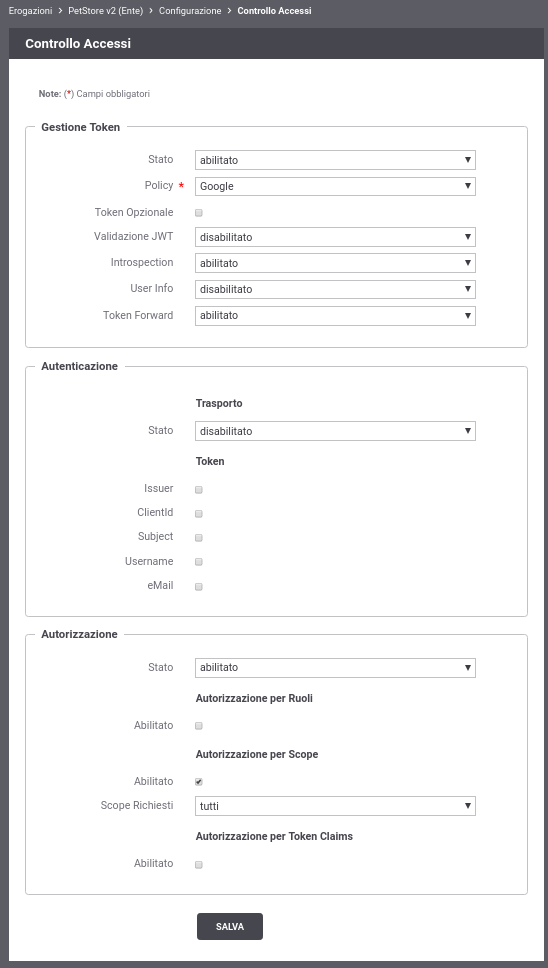 Erogazioni > PetStore v2 (Ente) > Configurazione > Controllo Accessi
Controllo Accessi
Note: (*) Campi obbligatori
Gestione Token
Stato abilitato
Policy * Google
Token Opzionale
Validazione JWT disabilitato
Introspection abilitato
User Info disabilitato
Token Forward abilitato
Autenticazione
Trasporto
Stato disabilitato
Token
Issuer
ClientId
Subject
Username
eMail
Autorizzazione
Stato abilitato
Autorizzazione per Ruoli
Abilitato
Autorizzazione per Scope
Abilitato
Scope Richiesti tutti
Autorizzazione per Token Claims
Abilitato
SALVA